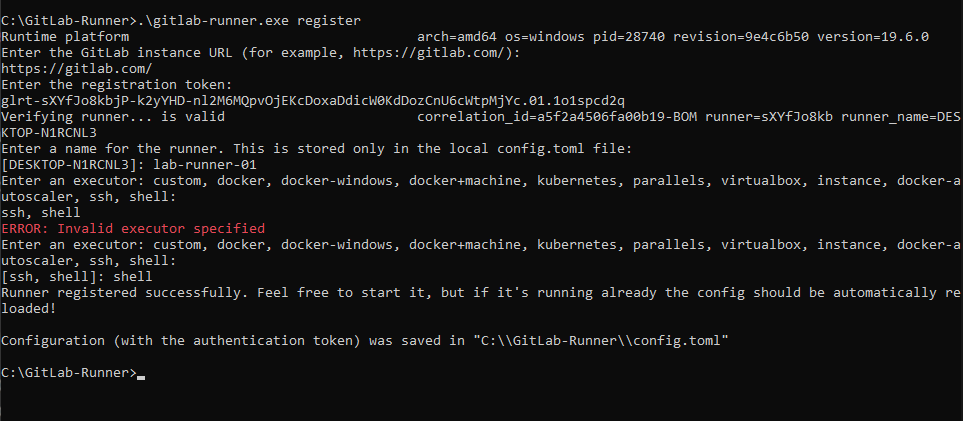 C:\GitLab-Runner>.\gitlab-runner.exe register
Runtime platform                                    arch=amd64 os=windows pid=28740 revision=9e4c6b50 version=19.6.0
Enter the GitLab instance URL (for example, https://gitlab.com/):
https://gitlab.com/
Enter the registration token:
glrt-sXYfJo8kbjP-k2yYHD-nl2M6MQpvOjEKcDoxaDdicW0KdDozCnU6cWtpMjYc.01.1o1spcd2q
Verifying runner... is valid                        correlation_id=a5f2a4506fa00b19-BOM runner=sXYfJo8kb runner_name=DES
KTOP-N1RCNL3
Enter a name for the runner. This is stored only in the local config.toml file:
[DESKTOP-N1RCNL3]: lab-runner-01
Enter an executor: custom, docker, docker-windows, docker+machine, kubernetes, parallels, virtualbox, instance, docker-a
utoscaler, ssh, shell:
ssh, shell
ERROR: Invalid executor specified
Enter an executor: custom, docker, docker-windows, docker+machine, kubernetes, parallels, virtualbox, instance, docker-a
utoscaler, ssh, shell:
[ssh, shell]: shell
Runner registered successfully. Feel free to start it, but if it's running already the config should be automatically re
loaded!
Configuration (with the authentication token) was saved in "C:\\GitLab-Runner\\config.toml"
C:\GitLab-Runner>